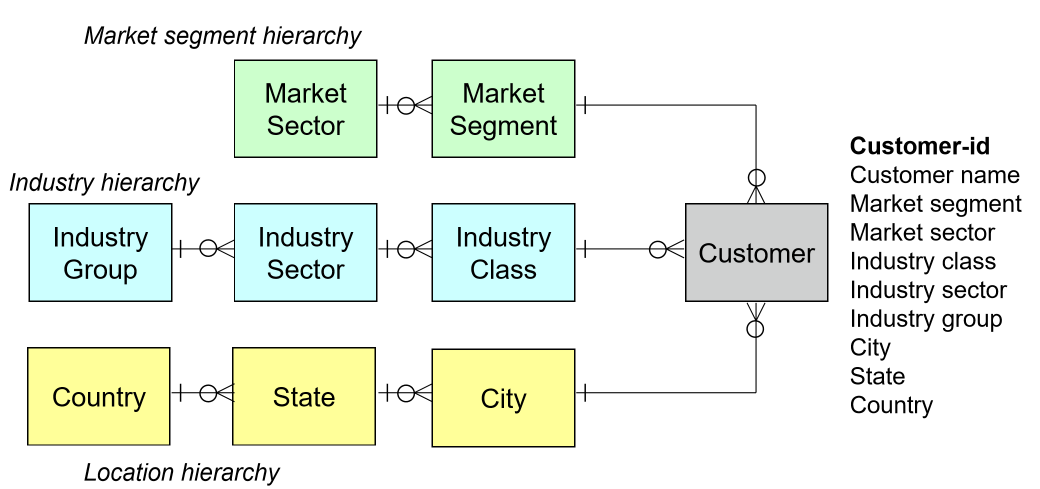 Market segment hierarchy
Market
Sector
Market
Segment
Industry hierarchy
Industry
Group
Industry
Sector
Industry
Class
Customer
Country
State
City
Location hierarchy
Customer-id
Customer name
Market segment
Market sector
Industry class
Industry sector
Industry group
City
State
Country